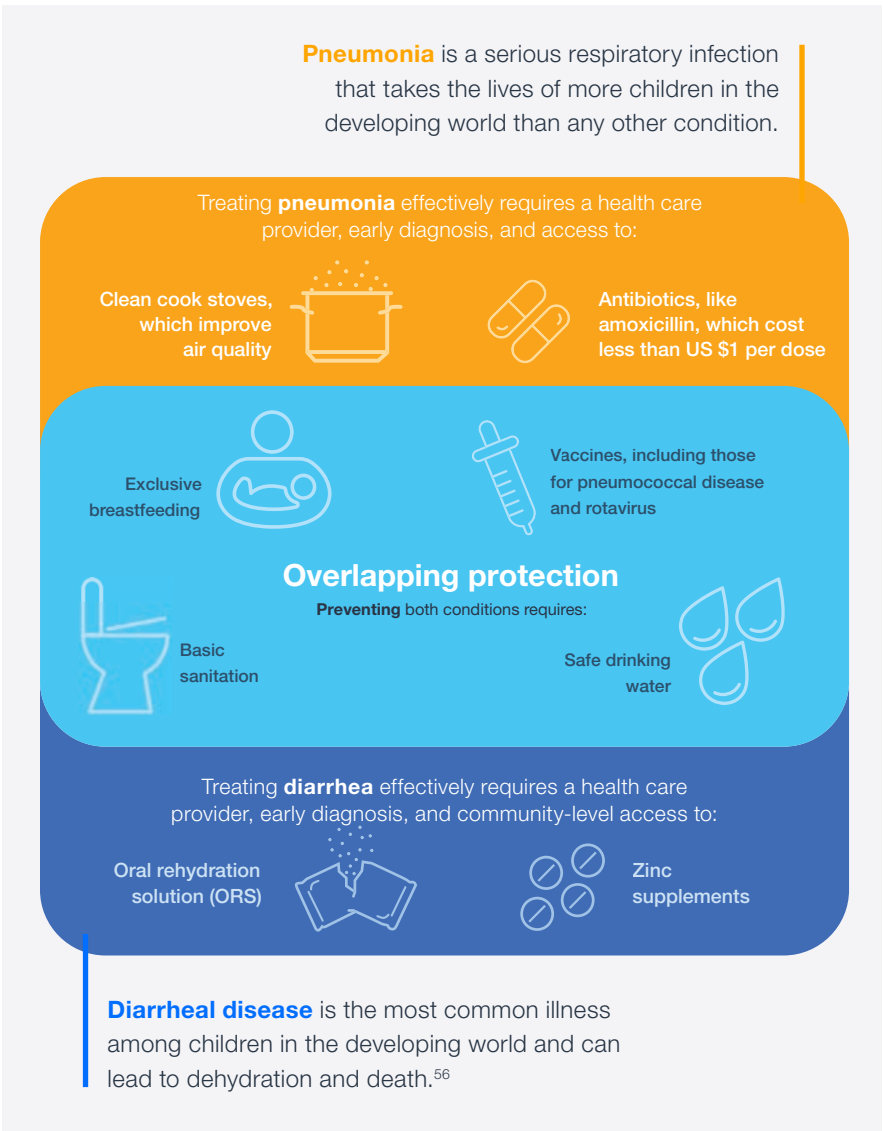 Pneumonia is a serious respiratory infection
that takes the lives of more children in the
developing world than any other condition.
Treating pneumonia effectively requires a health care
provider, early diagnosis, and access to:
Clean cook stoves,
which improve
air quality
Antibiotics, like
amoxicillin, which cost
less than US $1 per dose
Exclusive
breastfeeding
Vaccines, including those
for pneumococcal disease
and rotavirus
Overlapping protection
Preventing both conditions requires:
Basic
sanitation
Safe drinking
water
Treating diarrhea effectively requires a health care
provider, early diagnosis, and community-level access to:
Oral rehydration
solution (ORS)
Zinc
supplements
Diarrheal disease is the most common illness
among children in the developing world and can
lead to dehydration and death.56